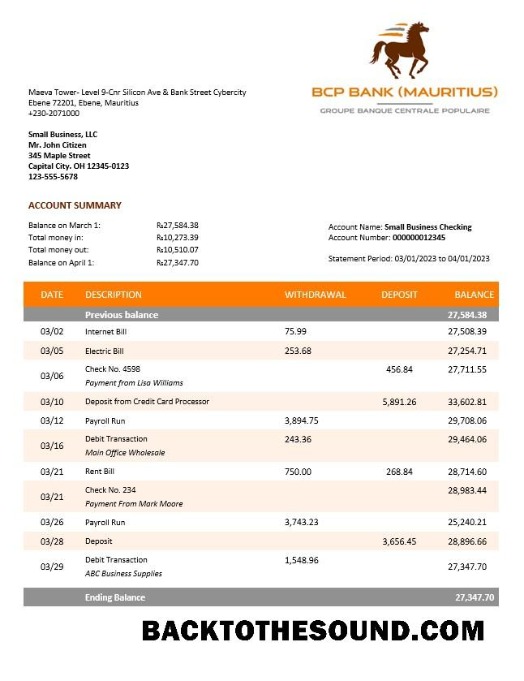 BCP BANK (MAURITIUS)
GROUPE BANQUE CENTRALE POPULAIRE
Maeva Tower- Level 9-Cnr Silicon Ave & Bank Street Cybercity
Ebene 72201, Ebene, Mauritius
+230-2071000
Small Business, LLC
Mr. John Citizen
345 Maple Street
Capital City. OH 12345-0123
123-555-5678
ACCOUNT SUMMARY
Balance on March 1: ₨27,584.38
Total money in: ₨10,273.39
Total money out: ₨10,510.07
Balance on April 1: ₨27,347.70
Account Name: Small Business Checking
Account Number: 000000012345
Statement Period: 03/01/2023 to 04/01/2023
DATE DESCRIPTION WITHDRAWAL DEPOSIT BALANCE
Previous balance 27,584.38
03/02 Internet Bill 75.99 27,508.39
03/05 Electric Bill 253.68 27,254.71
03/06 Check No. 4598 456.84 27,711.55
Payment from Lisa Williams
03/10 Deposit from Credit Card Processor 5,891.26 33,602.81
03/12 Payroll Run 3,894.75 29,708.06
03/16 Debit Transaction 243.36 29,464.06
Main Office Wholesale
03/21 Rent Bill 750.00 268.84 28,714.60
03/21 Check No. 234 28,983.44
Payment From Mark Moore
03/26 Payroll Run 3,743.23 25,240.21
03/28 Deposit 3,656.45 28,896.66
03/29 Debit Transaction 1,548.96 27,347.70
ABC Business Supplies
Ending Balance 27,347.70
BACKTOTHESOUND.COM